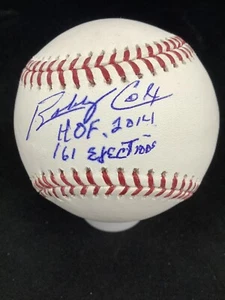 Bobby Cox
HOF. 2014
161 EJECTIONS